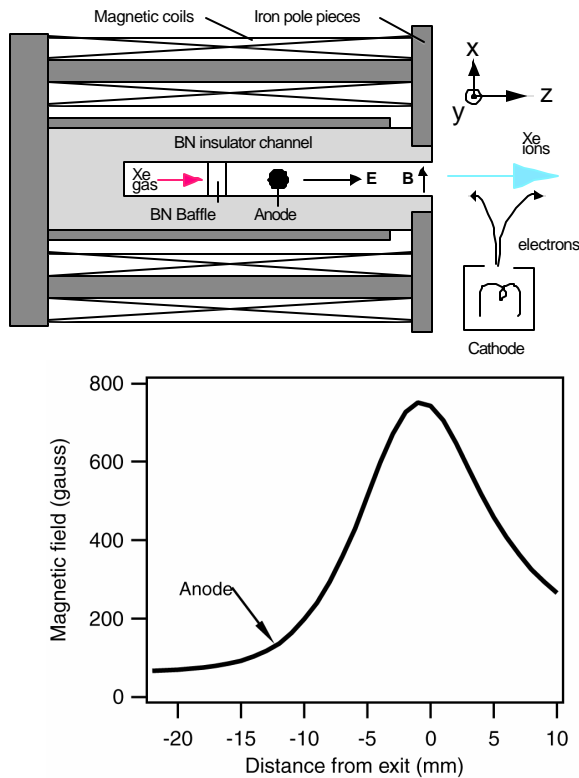 Magnetic coils
Iron pole pieces
x
y
z
BN insulator channel
Xe
gas
E
B
Xe
ions
BN Baffle
Anode
electrons
Cathode
800
600
400
200
0
Magnetic field (gauss)
Anode
-20
-15
-10
-5
0
5
10
Distance from exit (mm)